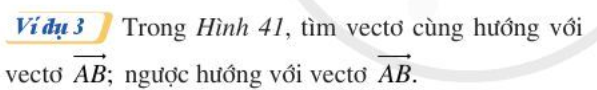 Ví dụ 3 Trong Hình 41, tìm vectơ cùng hướng với
vectơ $\overrightarrow{AB}$; ngược hướng với vectơ $\overrightarrow{AB}$.